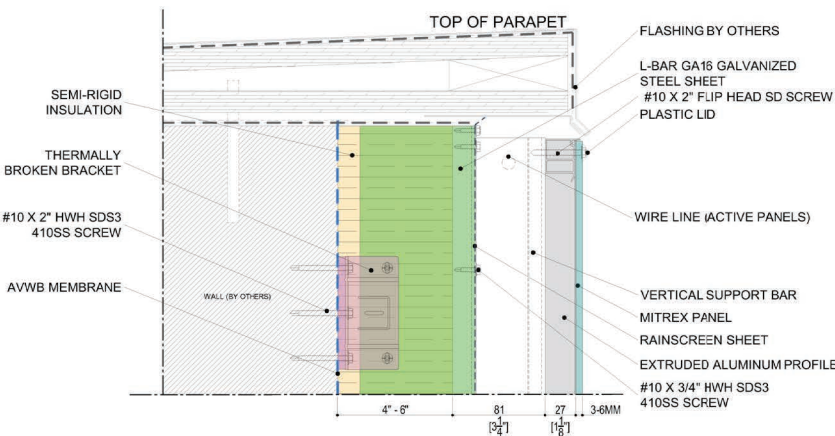 TOP OF PARAPET
FLASHING BY OTHERS
L-BAR GA16 GALVANIZED
STEEL SHEET
#10 X 2" FLIP HEAD SD SCREW
PLASTIC LID
SEMI-RIGID
INSULATION
THERMALLY
BROKEN BRACKET
#10 X 2" HWH SDS3
410SS SCREW
AVWB MEMBRANE
WALL (BY OTHERS)
WIRE LINE (ACTIVE PANELS)
VERTICAL SUPPORT BAR
MITREX PANEL
RAINSCREEN SHEET
EXTRUDED ALUMINUM PROFILE
#10 X 3/4" HWH SDS3
410SS SCREW
4" - 6" 81 27 3-6MM
[3 1/4"] [1 1/8"]